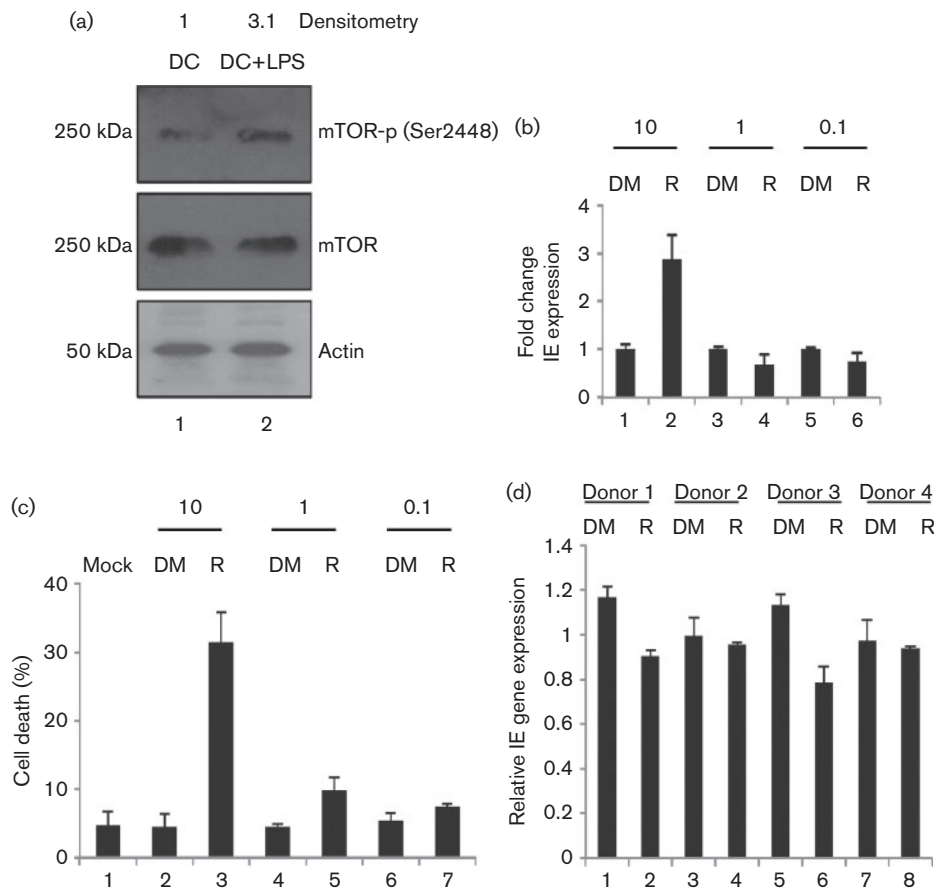 (a) 1 3.1 Densitometry
DC DC+LPS
250 kDa mTOR-p (Ser2448)
250 kDa mTOR
50 kDa Actin
1 2
(b)
10 1 0.1
DM R DM R DM R
4
3
2
1
0
Fold change
IE expression
1 2 3 4 5 6
(c)
10 1 0.1
Mock DM R DM R DM R
40
30
20
10
0
Cell death (%)
1 2 3 4 5 6 7
(d)
Donor 1 Donor 2 Donor 3 Donor 4
DM R DM R DM R DM R
1.4
1.2
1
0.8
0.6
0.4
0.2
0
Relative IE gene expression
1 2 3 4 5 6 7 8